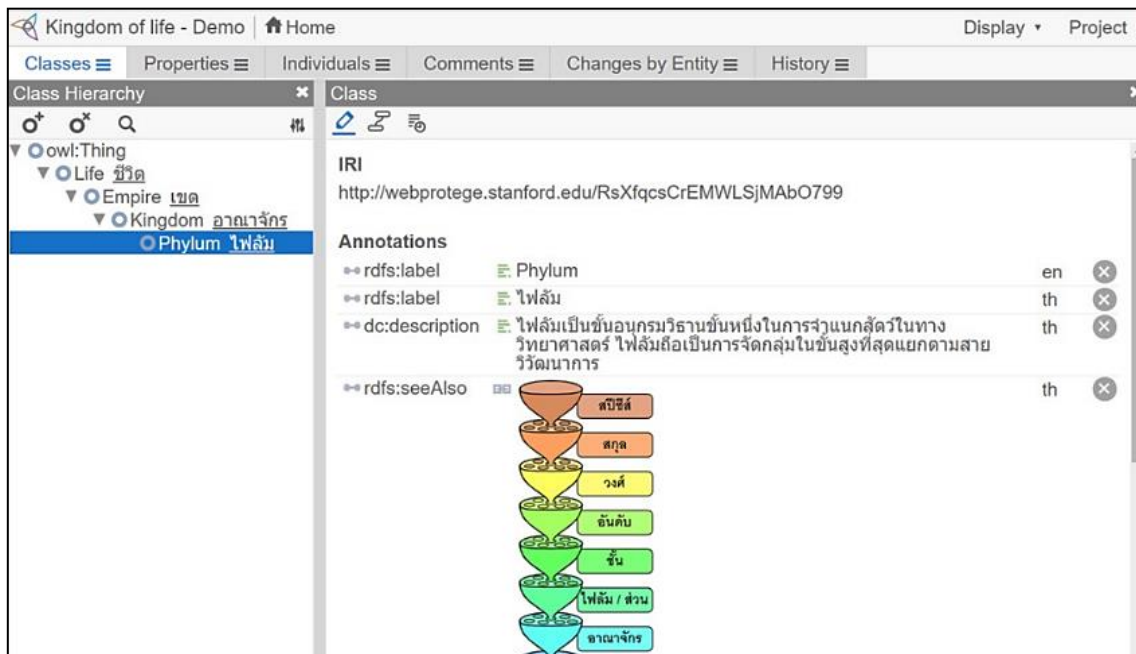 Kingdom of life - Demo Home Display Project
Classes Properties Individuals Comments Changes by Entity History
Class Hierarchy
owl:Thing
Life ชีวิต
Empire เขต
Kingdom อาณาจักร
Phylum ไฟลัม
Class
IRI
http://webprotege.stanford.edu/RsXfqcsCrEMWLSjMAbO799
Annotations
rdfs:label Phylum en
rdfs:label ไฟลัม th
dc:description ไฟลัมเป็นขั้นอนุกรมวิธานขั้นหนึ่งในการจำแนกสัตว์ในทาง th
วิทยาศาสตร์ ไฟลัมถือเป็นการจัดกลุ่มในขั้นสูงที่สุดแยกตามสาย
วิวัฒนาการ
rdfs:seeAlso th
สปีชีส์
สกุล
วงศ์
อันดับ
ชั้น
ไฟลัม / ส่วน
อาณาจักร